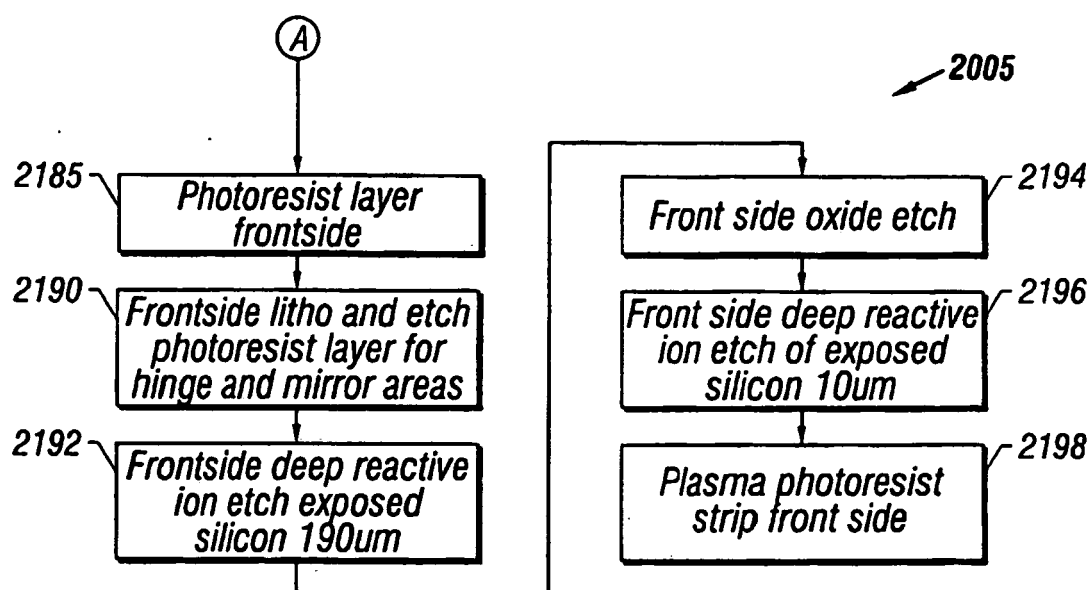 A
2005
2185
Photoresist layer
frontside
2190
Frontside litho and etch
photoresist layer for
hinge and mirror areas
2192
Frontside deep reactive
ion etch exposed
silicon 190um
2194
Front side oxide etch
2196
Front side deep reactive
ion etch of exposed
silicon 10um
2198
Plasma photoresist
strip front side